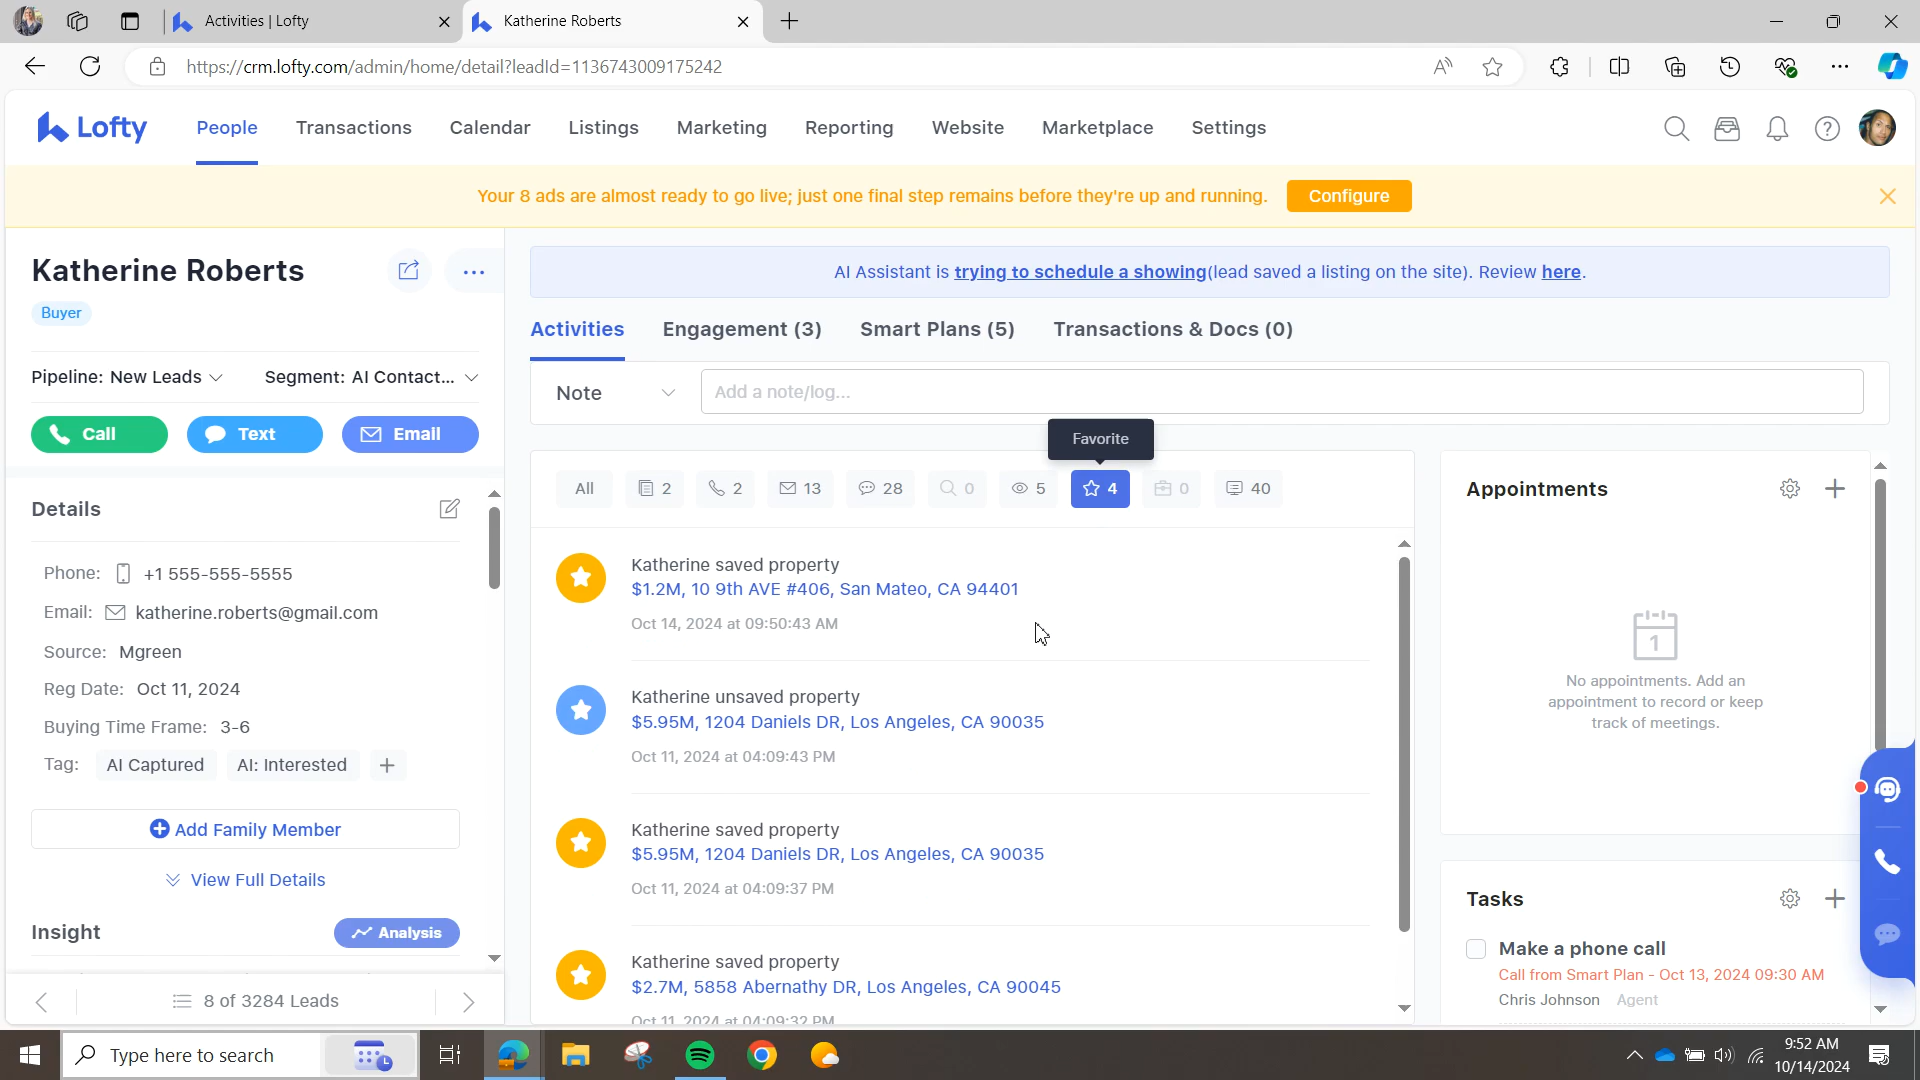 Activities | Lofty
Katherine Roberts
https://crm.lofty.com/admin/home/detail?leadId=1136743009175242
Lofty
People
Transactions
Calendar
Listings
Marketing
Reporting
Website
Marketplace
Settings
Your 8 ads are almost ready to go live; just one final step remains before they're up and running.
Configure
Katherine Roberts
Buyer
Pipeline: New Leads
Segment: AI Contact...
Call
Text
Email
Details
Phone: +1 555-555-5555
Email: katherine.roberts@gmail.com
Source: Mgreen
Reg Date: Oct 11, 2024
Buying Time Frame: 3-6
Tag: AI Captured AI: Interested
Add Family Member
View Full Details
Insight
Analysis
8 of 3284 Leads
AI Assistant is trying to schedule a showing(lead saved a listing on the site). Review here.
Activities
Engagement (3)
Smart Plans (5)
Transactions & Docs (0)
Note
Add a note/log...
Favorite
All
2
2
13
28
0
5
4
0
40
Katherine saved property
$1.2M, 10 9th AVE #406, San Mateo, CA 94401
Oct 14, 2024 at 09:50:43 AM
Katherine unsaved property
$5.95M, 1204 Daniels DR, Los Angeles, CA 90035
Oct 11, 2024 at 04:09:43 PM
Katherine saved property
$5.95M, 1204 Daniels DR, Los Angeles, CA 90035
Oct 11, 2024 at 04:09:37 PM
Katherine saved property
$2.7M, 5858 Abernathy DR, Los Angeles, CA 90045
Oct 11, 2024 at 04:09:32 PM
Appointments
1
No appointments. Add an
appointment to record or keep
track of meetings.
Tasks
Make a phone call
Call from Smart Plan - Oct 13, 2024 09:30 AM
Chris Johnson Agent
Type here to search
9:52 AM
10/14/2024